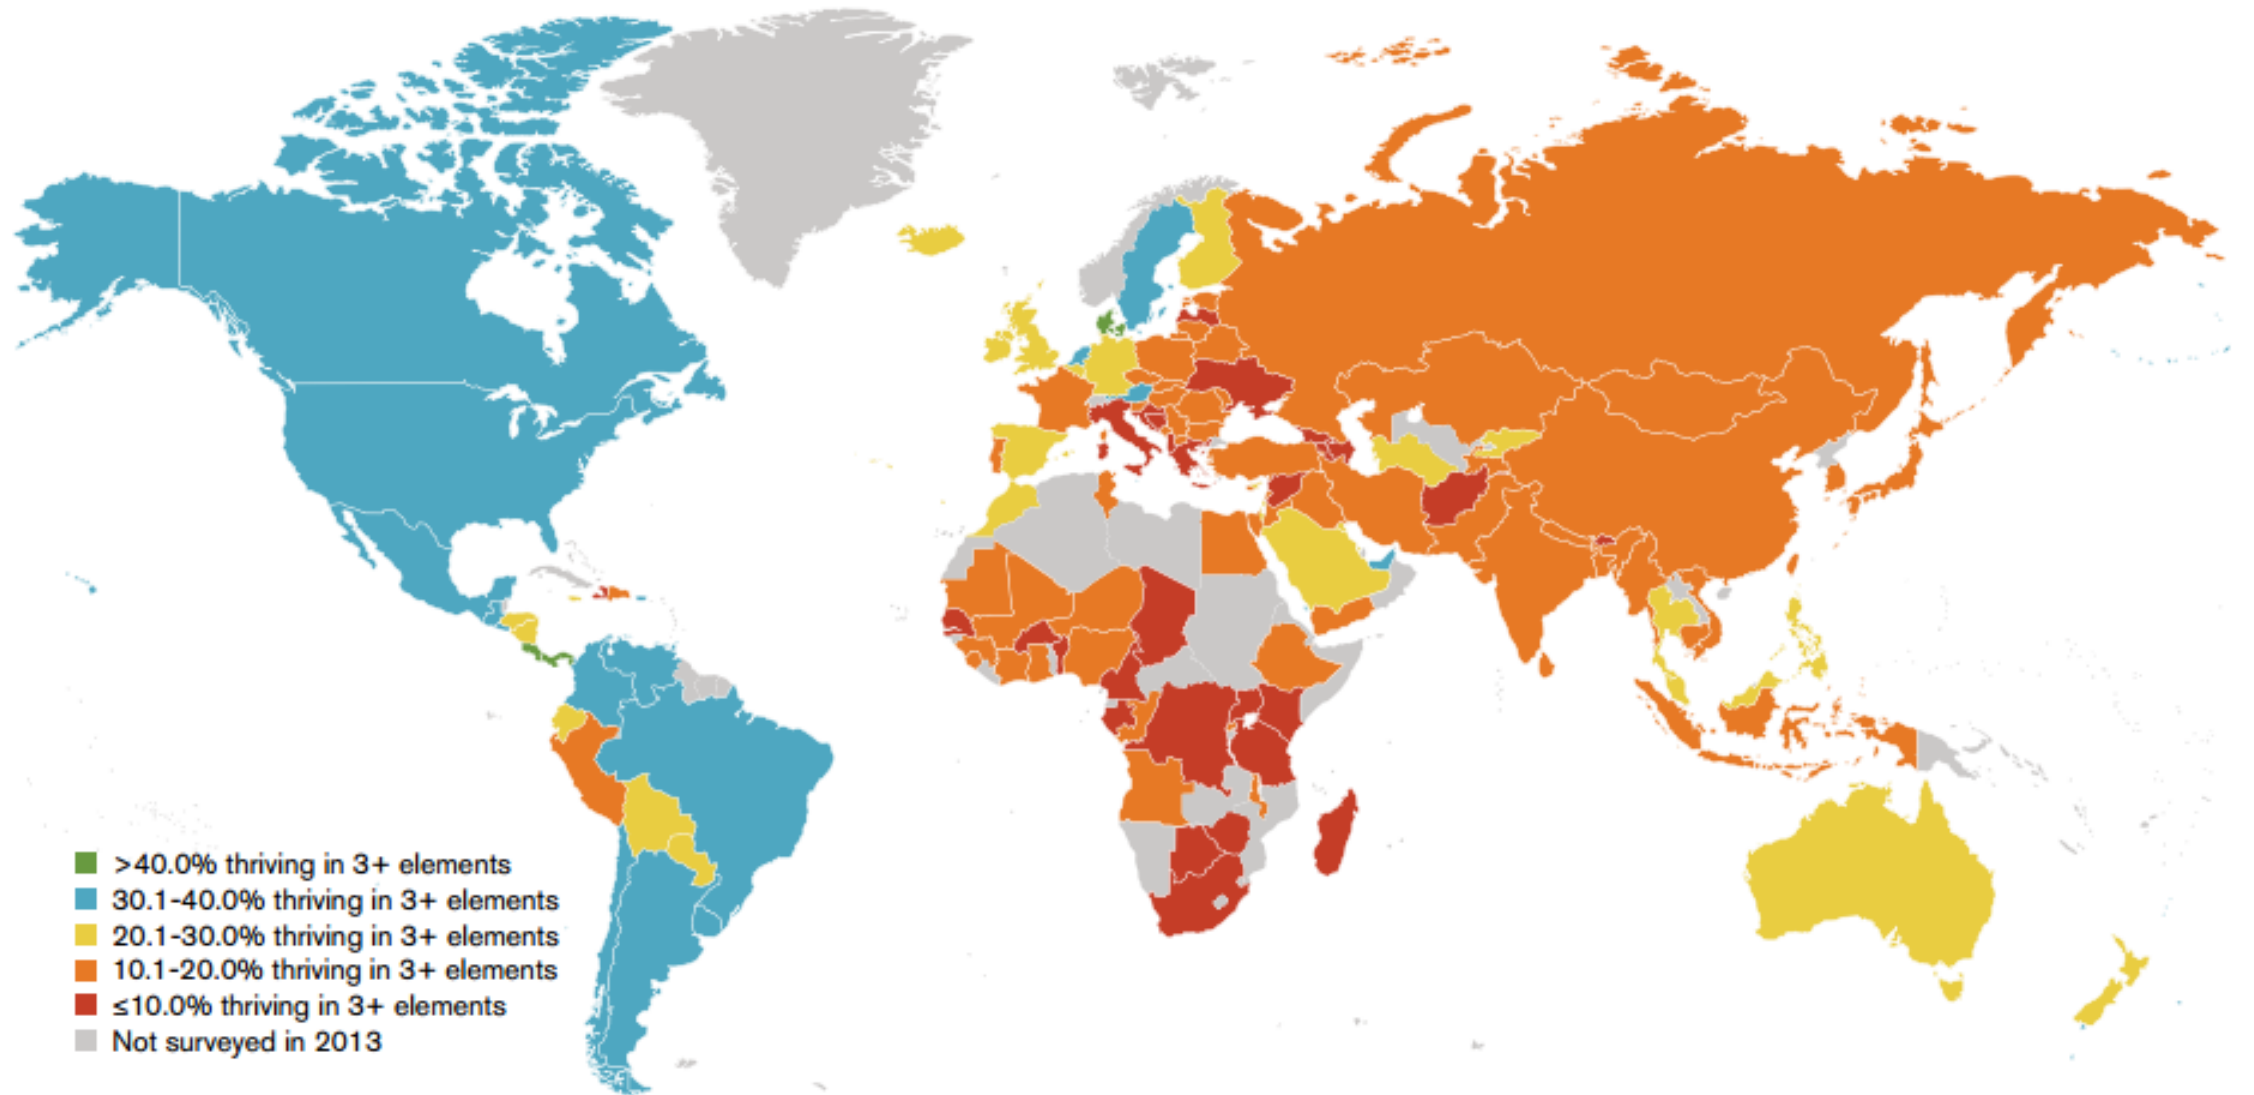 >40.0% thriving in 3+ elements
30.1-40.0% thriving in 3+ elements
20.1-30.0% thriving in 3+ elements
10.1-20.0% thriving in 3+ elements
≤10.0% thriving in 3+ elements
Not surveyed in 2013